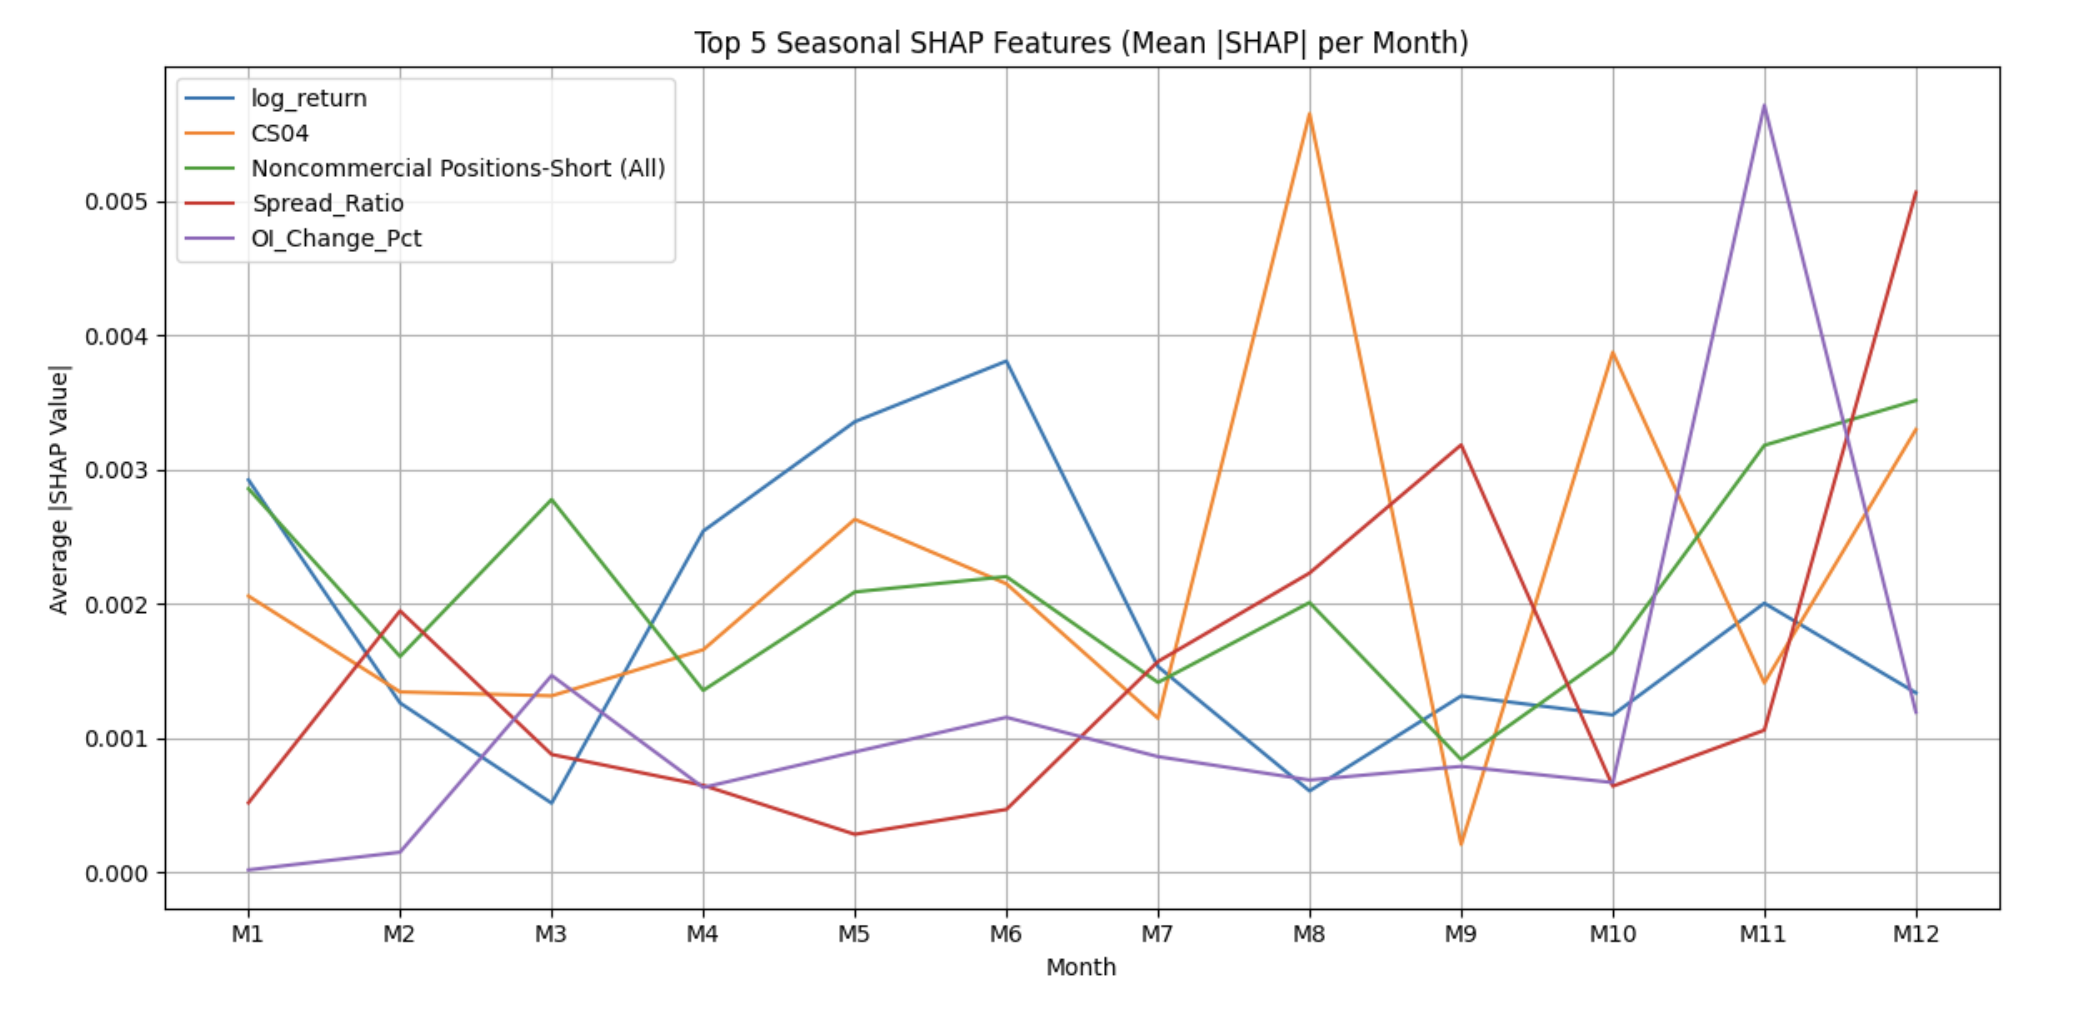 Top 5 Seasonal SHAP Features (Mean |SHAP| per Month)
log_return
CS04
Noncommercial Positions-Short (All)
Spread_Ratio
OI_Change_Pct
Average |SHAP Value|
0.005
0.004
0.003
0.002
0.001
0.000
M1 M2 M3 M4 M5 M6 M7 M8 M9 M10 M11 M12
Month